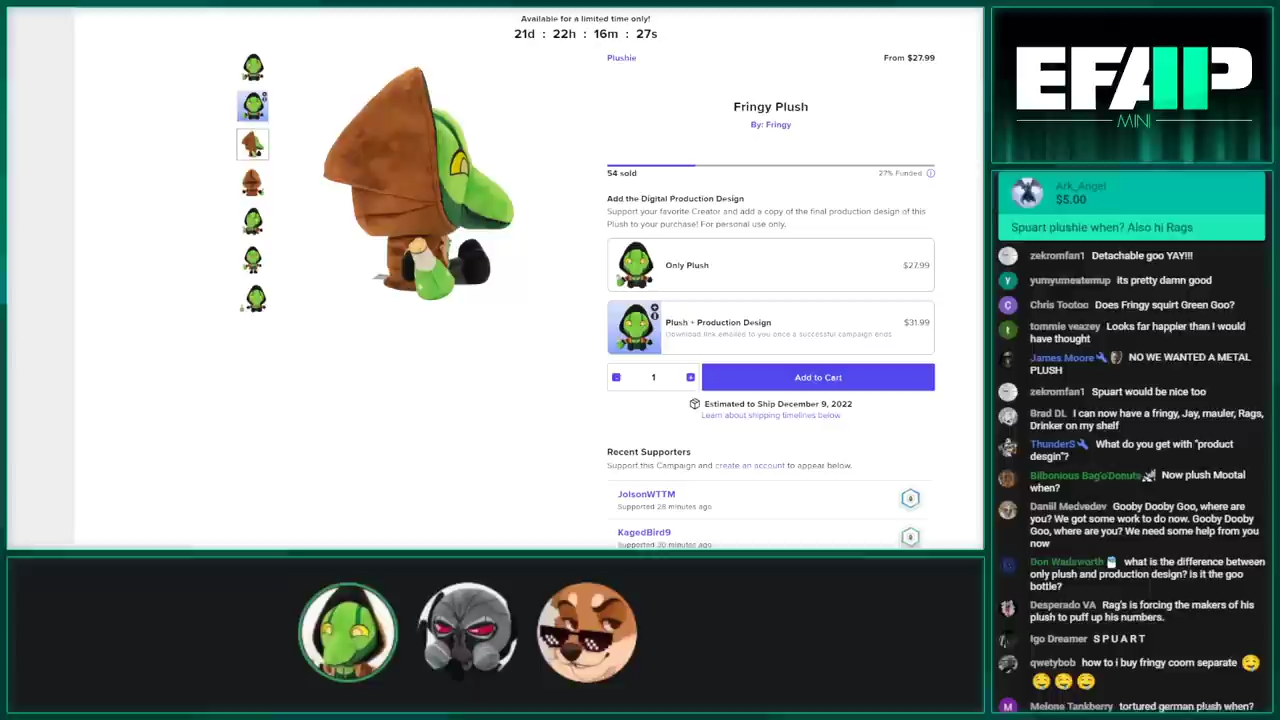 Available for a limited time only!
21d : 22h : 16m : 27s
Plushie
From $27.99
Fringy Plush
By: Fringy
54 sold
27% Funded
Add the Digital Production Design
Support your favorite Creator and add a copy of the final production design of this
Plush to your purchase! For personal use only.
Only Plush
$27.99
Plush + Production Design
$31.99
Download link emailed to you once a successful campaign ends
- 1 +
Add to Cart
Estimated to Ship December 9, 2022
Learn about shipping timelines below.
Recent Supporters
Support this Campaign and create an account to appear below.
JolsonWTTM
Supported 28 minutes ago
KagedBird9
Supported 30 minutes ago
EFAP
MINI
Ark_Angel
$5.00
Spuart plushie when? Also hi Rags
zekromfan1 Detachable goo YAY!!!
yumyumestemup its pretty damn good
Chris Tootoo Does Fringy squirt Green Goo?
tommie veazey Looks far happier than I would
have thought
James Moore NO WE WANTED A METAL
PLUSH
zekromfan1 Spuart would be nice too
Brad DL I can now have a fringy, Jay, mauler, Rags,
Drinker on my shelf
ThunderS What do you get with "product
desgin"?
Bilbonious Bag'o'Donuts Now plush Mootal
when?
Daniil Medvedev Gooby Dooby Goo, where are
you? We got some work to do now. Gooby Dooby
Goo, where are you? We need some help from you
now
Don Wadsworth what is the difference between
only plush and production design? is it the goo
bottle?
Desperado VA Rag's is forcing the makers of his
plush to puff up his numbers.
Igo Dreamer S P U A R T
qwetybob how to i buy fringy coom separate
Melone Tankberry tortured german plush when?